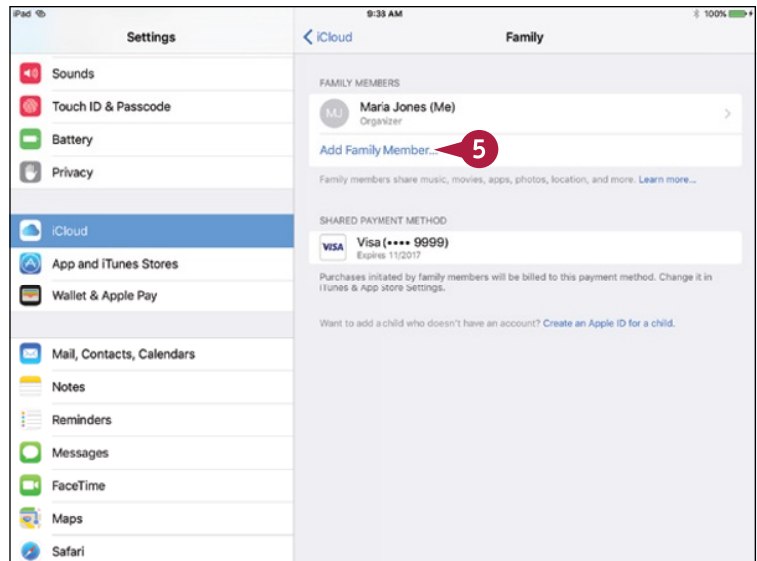 iPad
9:38 AM
100%
Settings
iCloud
Family
Sounds
Touch ID & Passcode
Battery
Privacy
iCloud
App and iTunes Stores
Wallet & Apple Pay
Mail, Contacts, Calendars
Notes
Reminders
Messages
FaceTime
Maps
Safari
FAMILY MEMBERS
MJ
Maria Jones (Me)
Organizer
Add Family Member...
5
Family members share music, movies, apps, photos, location, and more. Learn more...
SHARED PAYMENT METHOD
VISA
Visa (•••• 9999)
Expires 11/2017
Purchases initiated by family members will be billed to this payment method. Change it in
iTunes & App Store Settings.
Want to add a child who doesn't have an account? Create an Apple ID for a child.